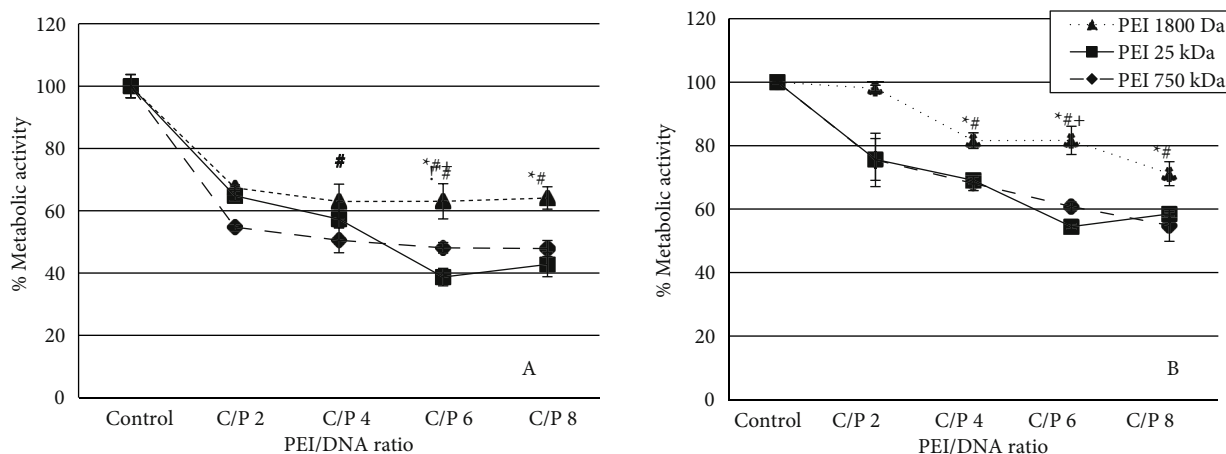 120
100
80
60
40
20
0
% Metabolic activity
#
*#+
!#
*#
A
Control C/P 2 C/P 4 C/P 6 C/P 8
PEI/DNA ratio
120
100
80
60
40
20
0
% Metabolic activity
PEI 1800 Da
PEI 25 kDa
PEI 750 kDa
*#
*#+
*#
B
Control C/P 2 C/P 4 C/P 6 C/P 8
PEI/DNA ratio